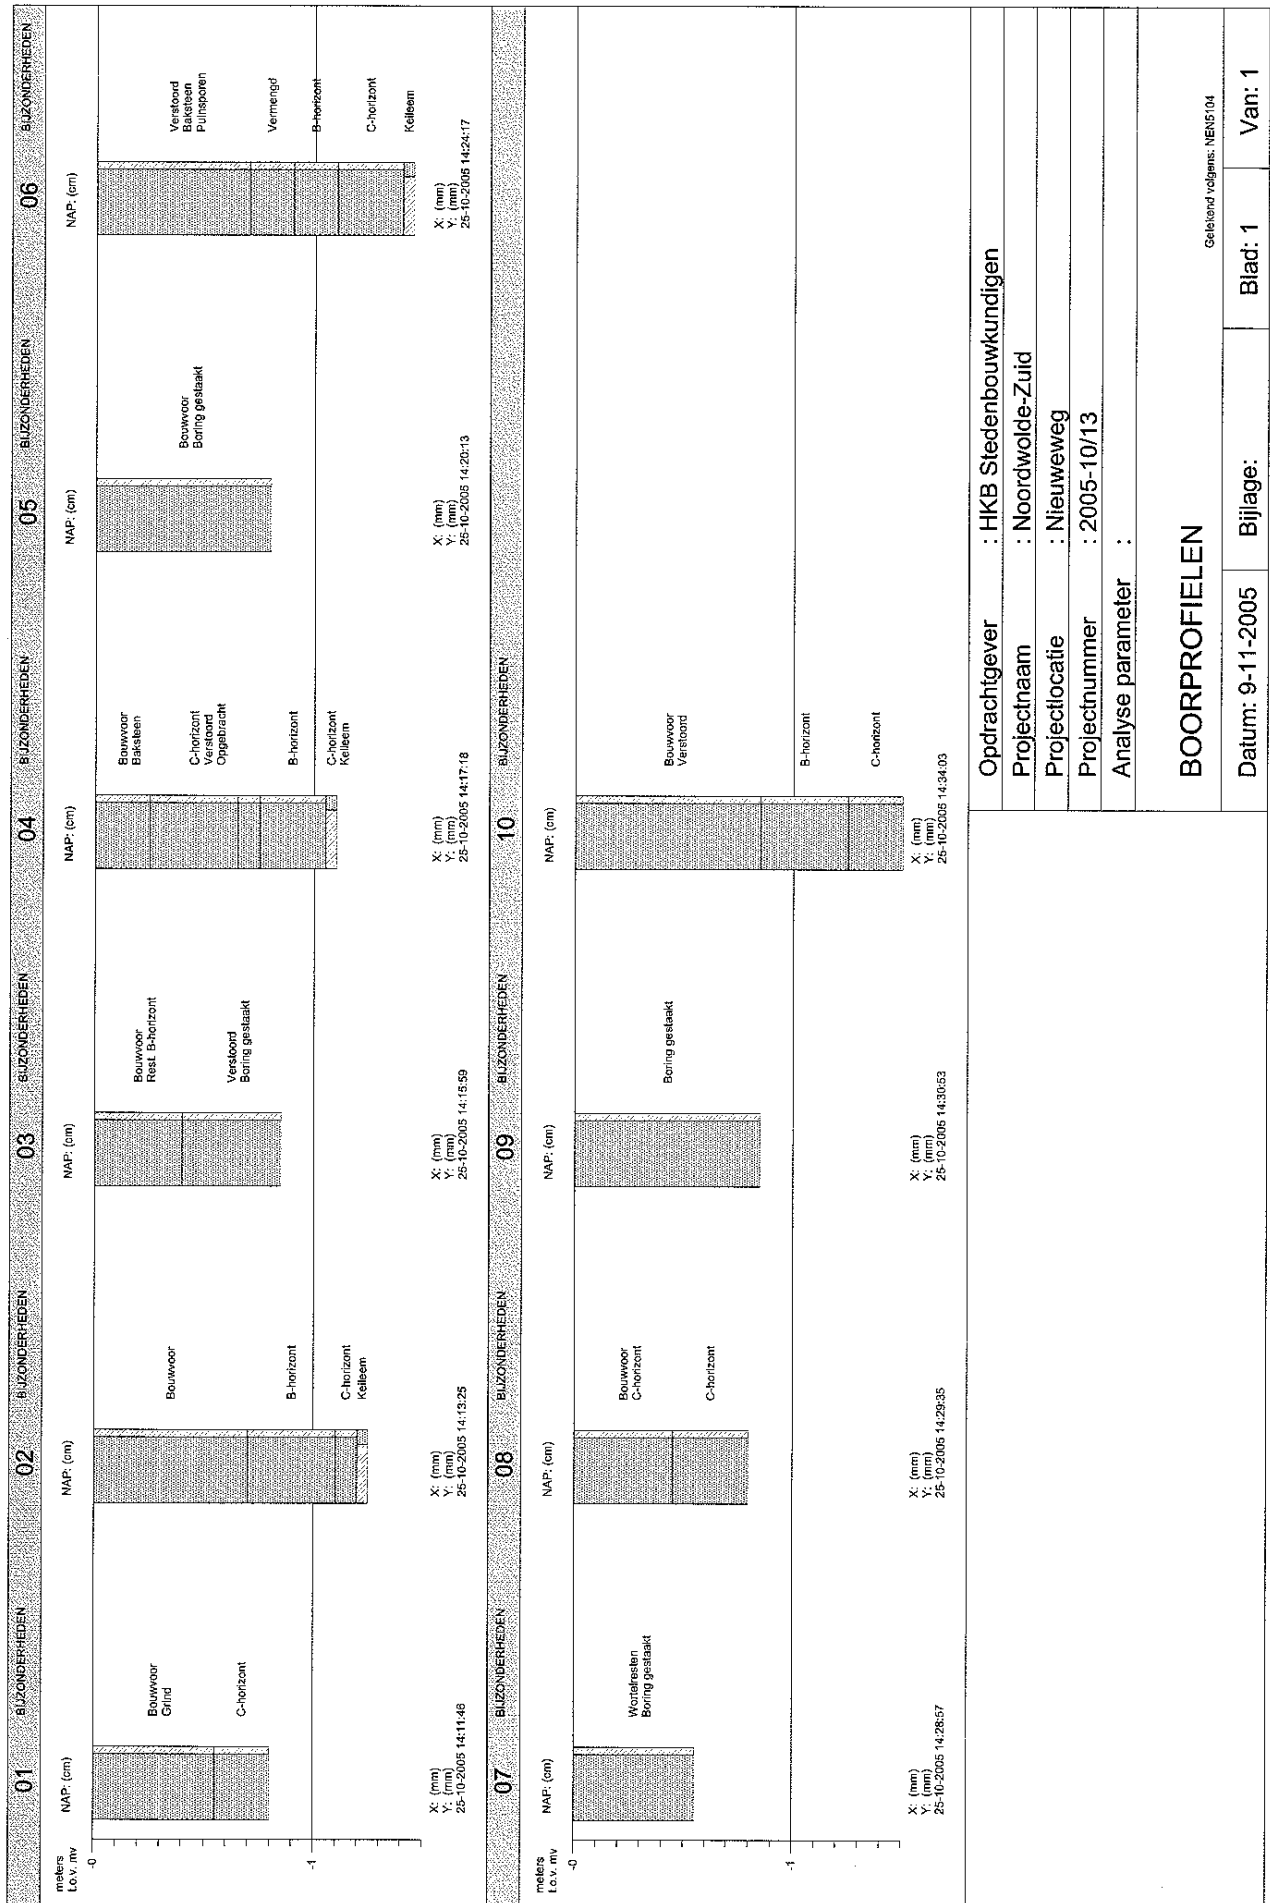 01 BIJZONDERHEDEN 02 BIJZONDERHEDEN 03 BIJZONDERHEDEN 04 BIJZONDERHEDEN 05 BIJZONDERHEDEN 06 BIJZONDERHEDEN
meters
t.o.v. mv
-0
-1
NAP: (cm)
Bouwvoor
Grind
C-horizont
X: (mm)
Y: (mm)
25-10-2005 14:11:46
NAP: (cm)
Bouwvoor
B-horizont
C-horizont
Keileem
X: (mm)
Y: (mm)
25-10-2005 14:13:25
NAP: (cm)
Bouwvoor
Rest. B-horizont
Verstoord
Boring gestaakt
X: (mm)
Y: (mm)
25-10-2005 14:15:59
NAP: (cm)
Bouwvoor
Baksteen
C-horizont
Verstoord
Opgebracht
B-horizont
C-horizont
Keileem
X: (mm)
Y: (mm)
25-10-2005 14:17:18
NAP: (cm)
Bouwvoor
Boring gestaakt
X: (mm)
Y: (mm)
25-10-2005 14:20:13
NAP: (cm)
Verstoord
Baksteen
Puinsporen
Vermengd
B-horizont
C-horizont
Keileem
X: (mm)
Y: (mm)
25-10-2005 14:24:17
07 BIJZONDERHEDEN 08 BIJZONDERHEDEN 09 BIJZONDERHEDEN 10 BIJZONDERHEDEN
meters
t.o.v. mv
-0
-1
NAP: (cm)
Wortelresten
Boring gestaakt
X: (mm)
Y: (mm)
25-10-2005 14:28:57
NAP: (cm)
Bouwvoor
C-horizont
C-horizont
X: (mm)
Y: (mm)
25-10-2005 14:29:35
NAP: (cm)
Boring gestaakt
X: (mm)
Y: (mm)
25-10-2005 14:30:53
NAP: (cm)
Bouwvoor
Verstoord
B-horizont
C-horizont
X: (mm)
Y: (mm)
25-10-2005 14:34:03
Opdrachtgever : HKB Stedenbouwkundigen
Projectnaam : Noordwolde-Zuid
Projectlocatie : Nieuweweg
Projectnummer : 2005-10/13
Analyse parameter :
BOORPROFIELEN
Getekend volgens: NEN5104
Datum: 9-11-2005 Bijlage: Blad: 1 Van: 1